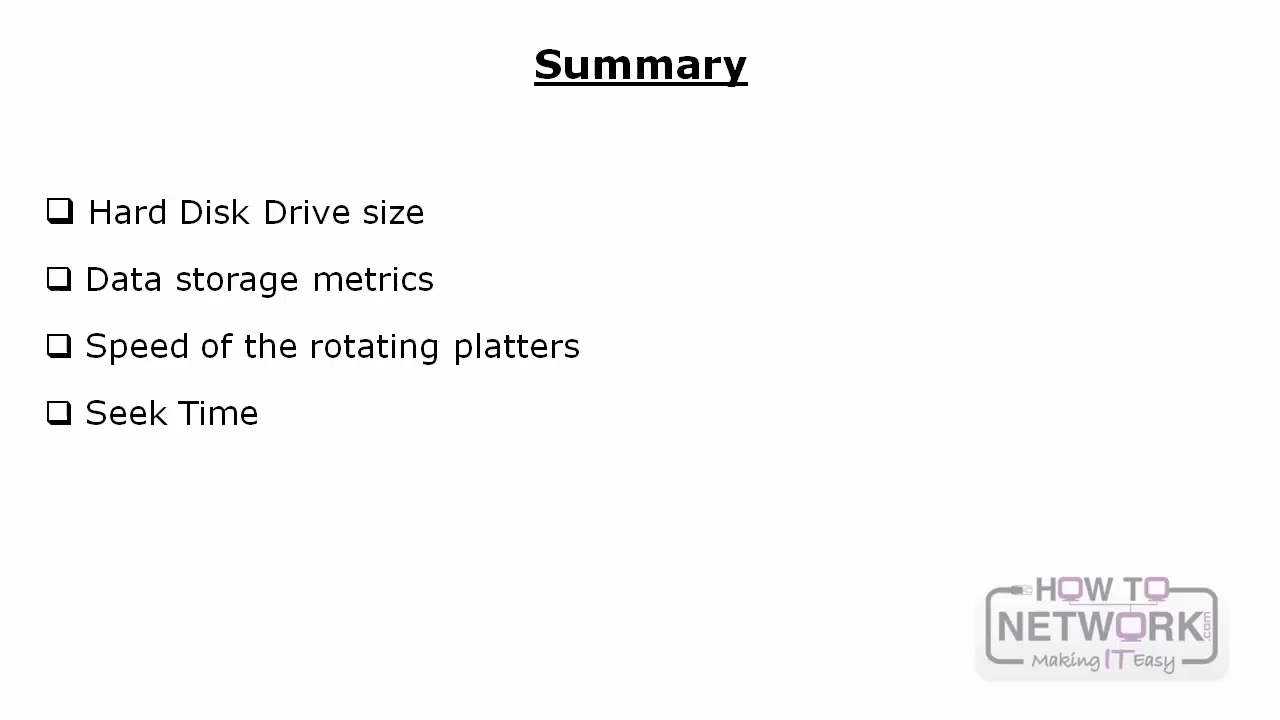 Summary
Hard Disk Drive size
Data storage metrics
Speed of the rotating platters
Seek Time
HOW TO
NETWORK.com
Making IT Easy